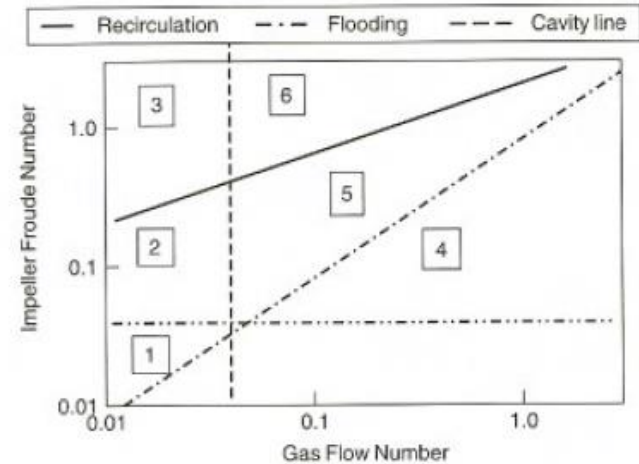 Recirculation Flooding Cavity line
3 6
1.0
5
2 4
0.1
1
0.01
0.01 0.1 1.0
Impeller Froude Number
Gas Flow Number